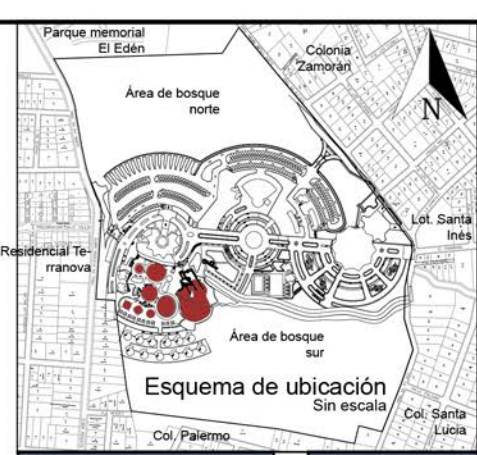 Parque memorial
El Edén
Colonia
Zamorán
Área de bosque
norte
N
Lot. Santa
Inés
Residencial Te-
rranova
Área de bosque
sur
Esquema de ubicación
Sin escala
Col. Santa
Lucia
Col. Palermo